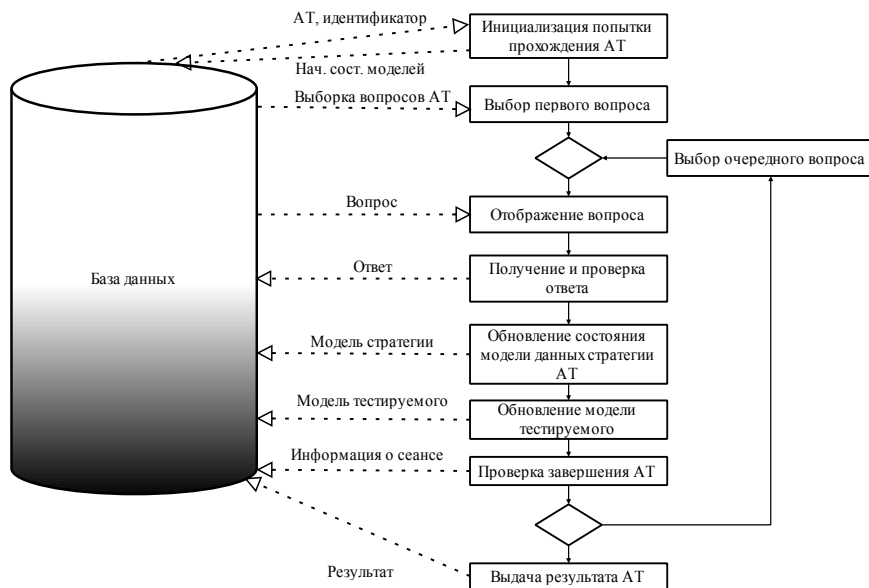 АТ, идентификатор
Инициализация попытки
прохождения АТ
Нач. сост. моделей
Выборка вопросов АТ
Выбор первого вопроса
Выбор очередного вопроса
Вопрос
Отображение вопроса
База данных
Ответ
Получение и проверка
ответа
Модель стратегии
Обновление состояния
модели данных стратегии
АТ
Модель тестируемого
Обновление модели
тестируемого
Информация о сеансе
Проверка завершения АТ
Результат
Выдача результата АТ